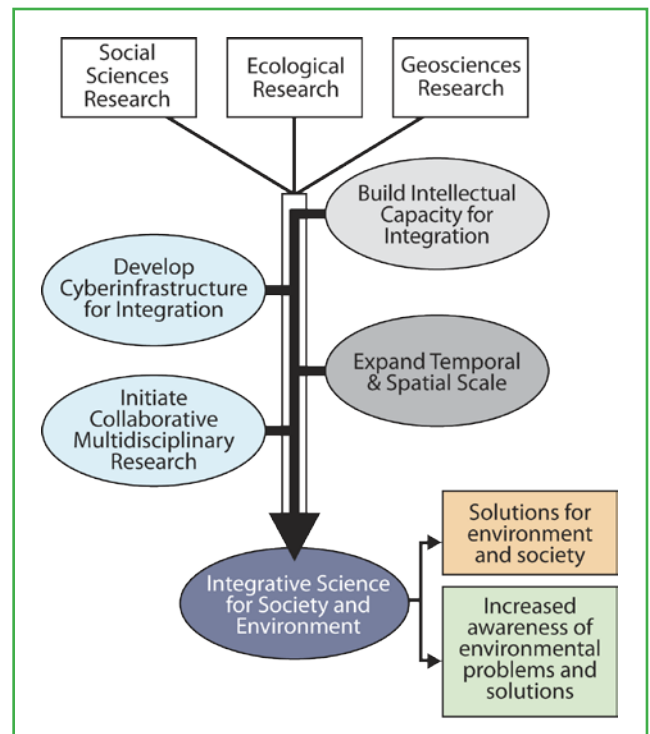 Social
Sciences
Research
Ecological
Research
Geosciences
Research
Build Intellectual
Capacity for
Integration
Develop
Cyberinfrastructure
for Integration
Expand Temporal
& Spatial Scale
Initiate
Collaborative
Multidisciplinary
Research
Integrative Science
for Society and
Environment
Solutions for
environment
and society
Increased
awareness of
environmental
problems and
solutions